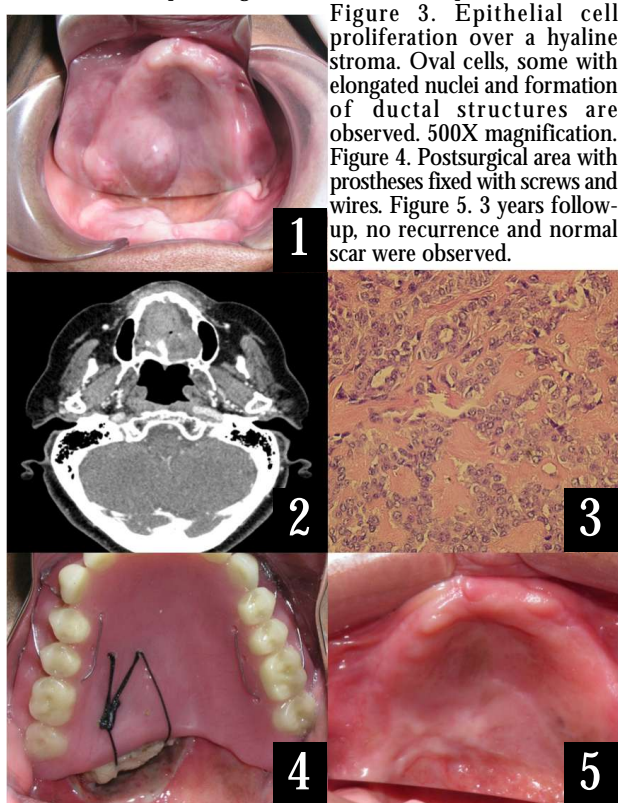 Figure 3. Epithelial cell
proliferation over a hyaline
stroma. Oval cells, some with
elongated nuclei and formation
of ductal structures are
observed. 500X magnification.
Figure 4. Postsurgical area with
prostheses fixed with screws and
wires. Figure 5. 3 years follow-
up, no recurrence and normal
scar were observed.
1
2
3
4
5